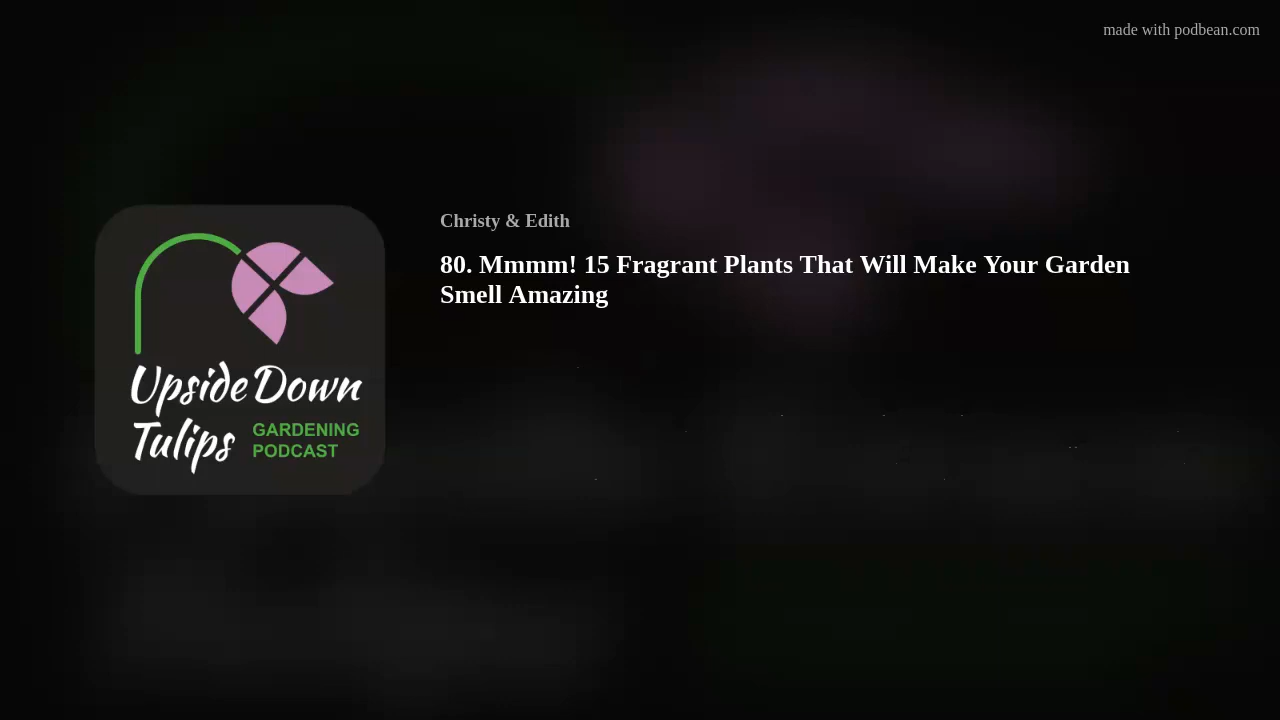 made with podbean.com
Christy & Edith
80. Mmmm! 15 Fragrant Plants That Will Make Your Garden
Smell Amazing
Upside Down
Tulips
GARDENING
PODCAST